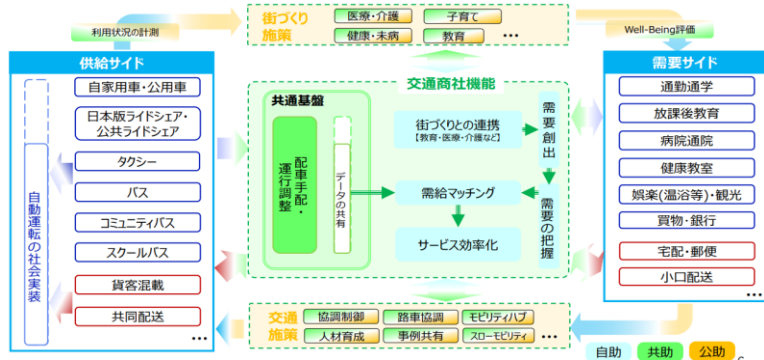 街づくり
施策
医療・介護
子育て
健康・未病
教育
•••
利用状況の計測
Well-Being評価
供給サイド
自家用車・公用車
日本版ライドシェア・
公共ライドシェア
タクシー
バス
コミュニティバス
スクールバス
貨客混載
共同配送
•••
自動運転の社会実装
交通商社機能
共通基盤
配車手配・
運行調整
データの共有
街づくりとの連携
【教育・医療・介護など】
需要創出
需給マッチング
需要の把握
サービス効率化
需要サイド
通勤通学
放課後教育
病院通院
健康教室
娯楽(温浴等)・観光
買物・銀行
宅配・郵便
小口配送
•••
交通
施策
協調制御
路車協調
モビリティハブ
人材育成
事例共有
スローモビリティ
•••
自助
共助
公助